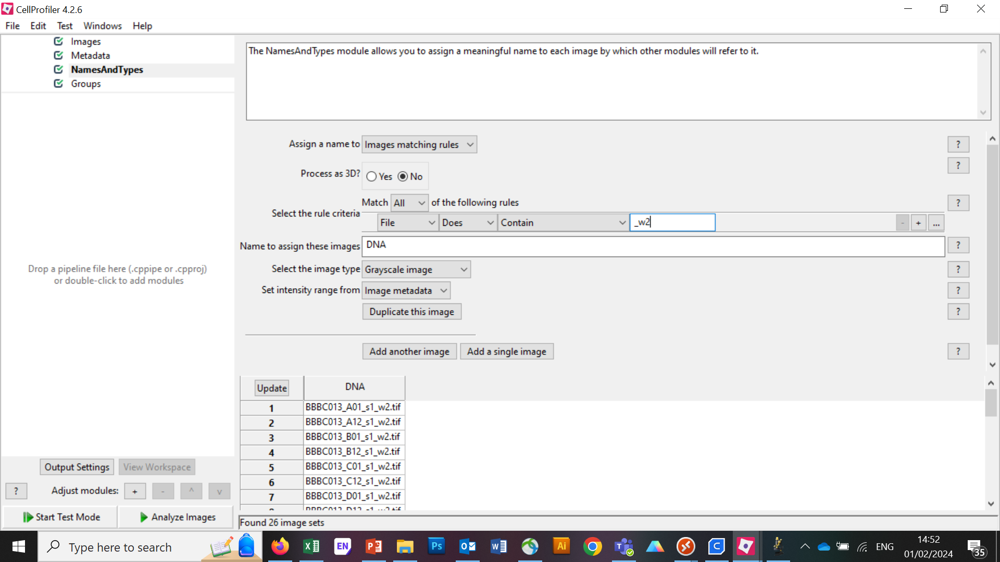 CellProfiler 4.2.6
File Edit Test Windows Help
Images
Metadata
NamesAndTypes
Groups
The NamesAndTypes module allows you to assign a meaningful name to each image by which other modules will refer to it.
Assign a name to Images matching rules ?
Process as 3D? Yes No ?
Match All of the following rules ?
Select the rule criteria
File Does Contain _w2 - + ...
Name to assign these images DNA ?
Select the image type Grayscale image ?
Set intensity range from Image metadata ?
Duplicate this image ?
Add another image Add a single image ?
Drop a pipeline file here (.cppipe or .cpproj)
or double-click to add modules
Update DNA
1 BBBC013_A01_s1_w2.tif
2 BBBC013_A12_s1_w2.tif
3 BBBC013_B01_s1_w2.tif
4 BBBC013_B12_s1_w2.tif
5 BBBC013_C01_s1_w2.tif
6 BBBC013_C12_s1_w2.tif
7 BBBC013_D01_s1_w2.tif
Output Settings View Workspace
? Adjust modules: + - ^ v
Start Test Mode Analyze Images
Found 26 image sets
Type here to search
EN
Ps
Ai
ENG
14:52
01/02/2024
35